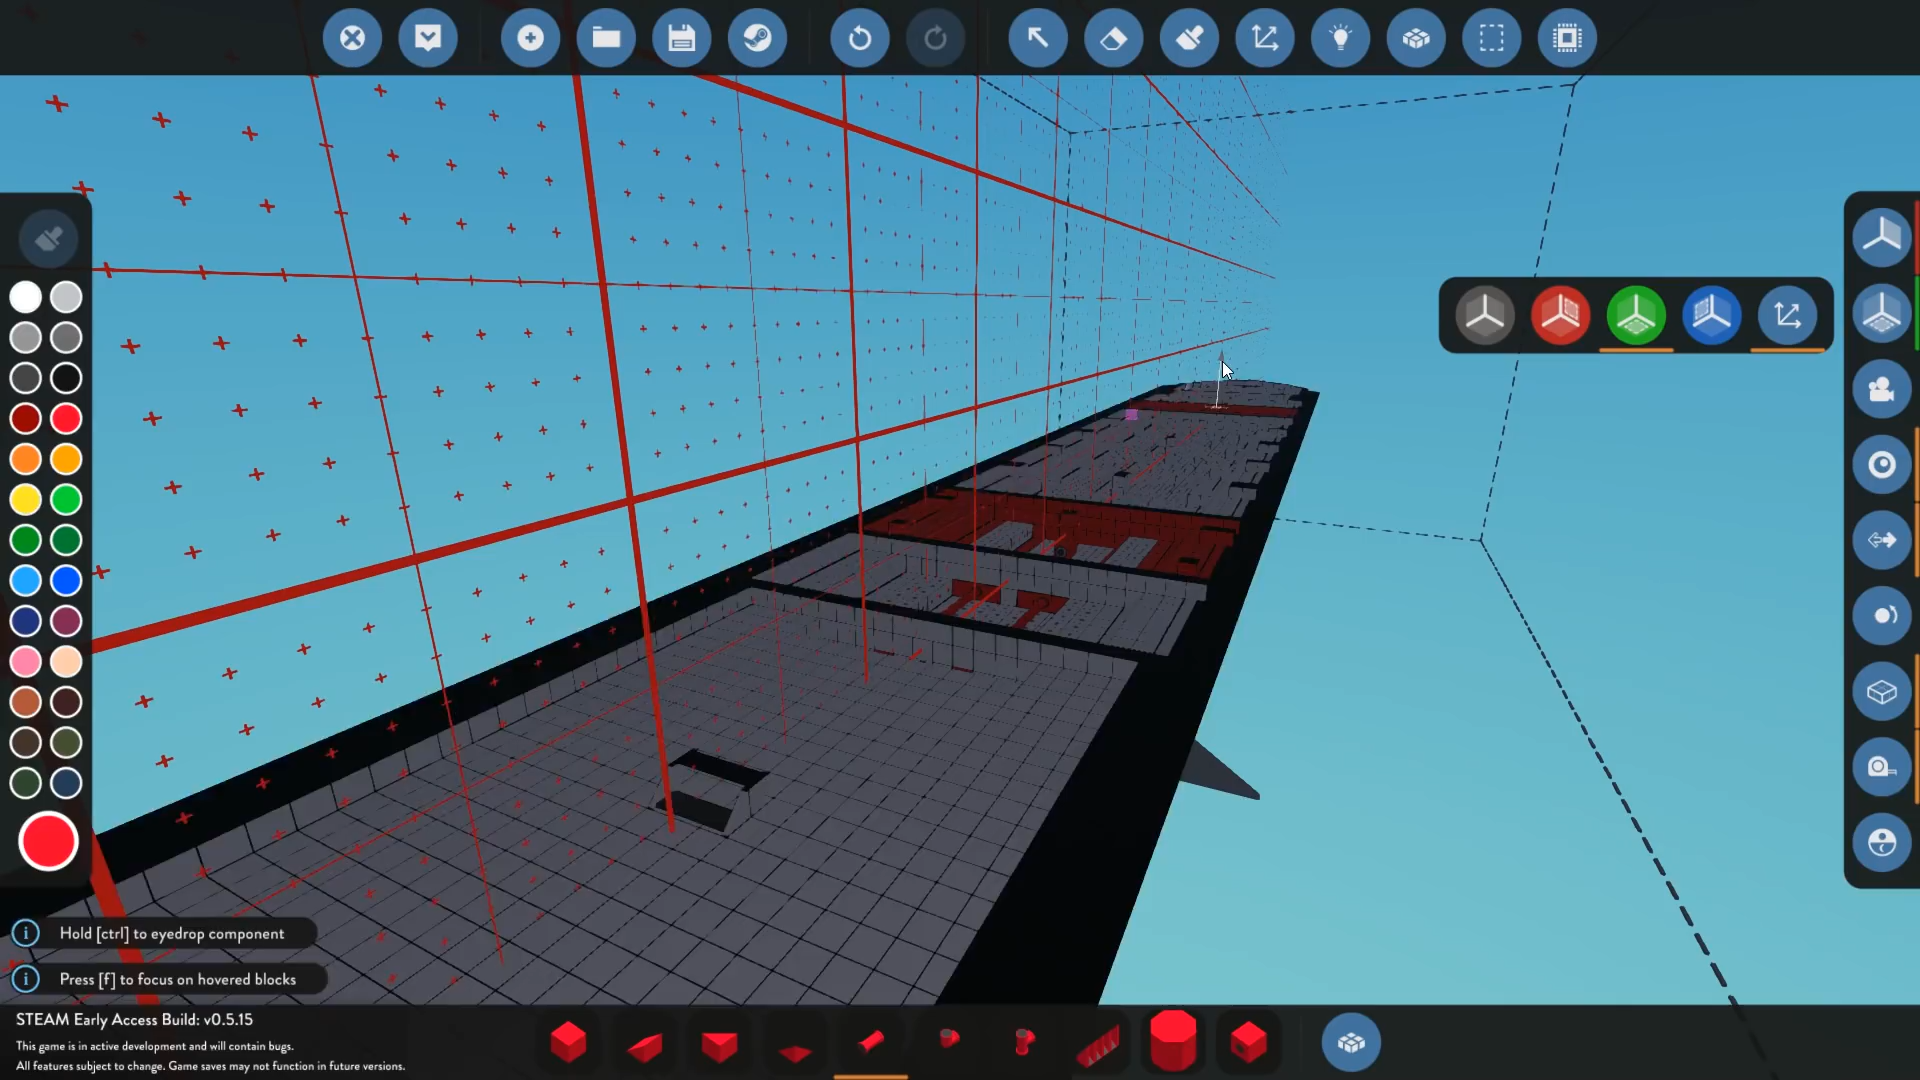 Hold [ctrl] to eyedrop component
Press [f] to focus on hovered blocks
STEAM Early Access Build: v0.5.15
This game is in active development and will contain bugs.
All features subject to change. Game saves may not function in future versions.